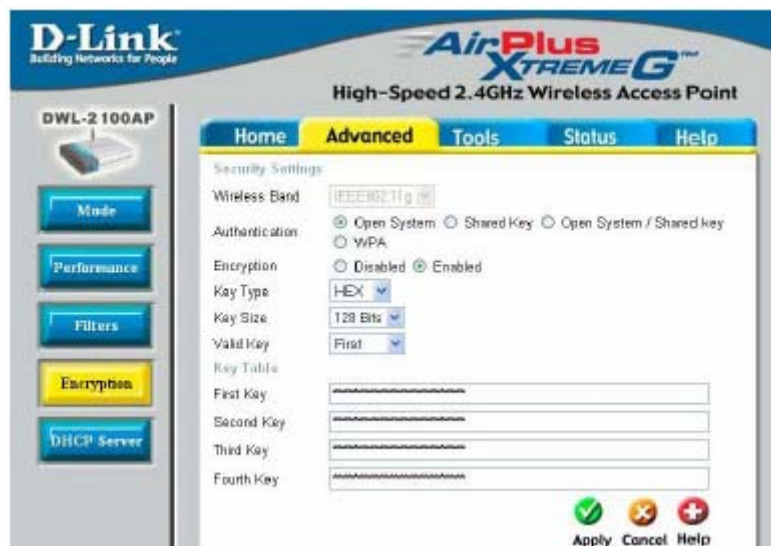 D-Link
Building Networks for People
AirPlus
XTREME G™
High-Speed 2.4GHz Wireless Access Point
DWL-2100AP
Home Advanced Tools Status Help
Mode
Performance
Filters
Encryption
DHCP Server
Security Settings
Wireless Band IEEE802.11g
Authentication Open System Shared Key Open System / Shared key
WPA
Encryption Disabled Enabled
Key Type HEX
Key Size 128 Bits
Valid Key First
Key Table
First Key
Second Key
Third Key
Fourth Key
Apply Cancel Help